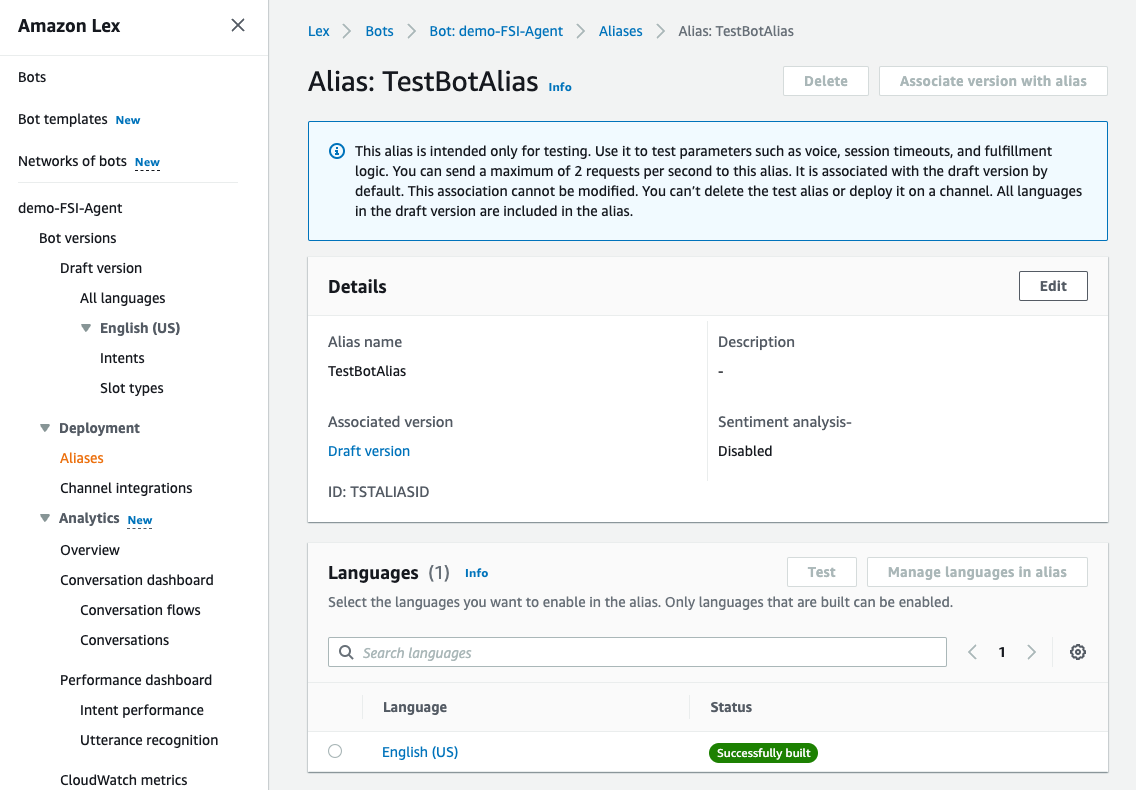 Amazon Lex
Bots
Bot templates New
Networks of bots New
demo-FSI-Agent
Bot versions
Draft version
All languages
English (US)
Intents
Slot types
Deployment
Aliases
Channel integrations
Analytics New
Overview
Conversation dashboard
Conversation flows
Conversations
Performance dashboard
Intent performance
Utterance recognition
CloudWatch metrics
Lex Bots Bot: demo-FSI-Agent Aliases Alias: TestBotAlias
Alias: TestBotAlias Info
Delete Associate version with alias
This alias is intended only for testing. Use it to test parameters such as voice, session timeouts, and fulfillment
logic. You can send a maximum of 2 requests per second to this alias. It is associated with the draft version by
default. This association cannot be modified. You can’t delete the test alias or deploy it on a channel. All languages
in the draft version are included in the alias.
Details Edit
Alias name
TestBotAlias
Description
-
Associated version
Draft version
Sentiment analysis-
Disabled
ID: TSTALIASID
Languages (1) Info
Test Manage languages in alias
Select the languages you want to enable in the alias. Only languages that are built can be enabled.
Search languages
1
Language Status
English (US) Successfully built